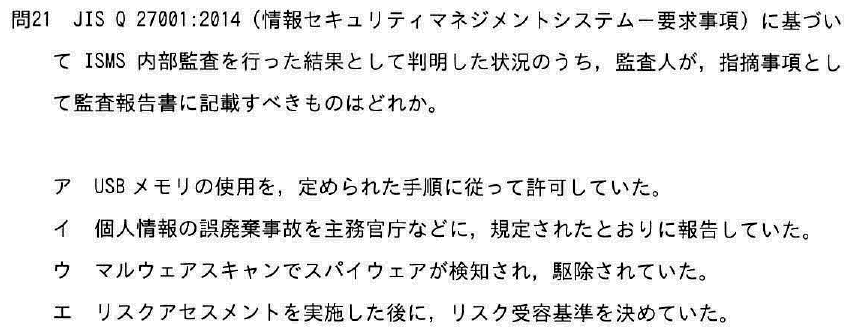 問21 JIS Q 27001:2014（情報セキュリティマネジメントシステム－要求事項）に基づい
て ISMS 内部監査を行った結果として判明した状況のうち，監査人が，指摘事項とし
て監査報告書に記載すべきものはどれか。
ア USB メモリの使用を，定められた手順に従って許可していた。
イ 個人情報の誤廃棄事故を主務官庁などに，規定されたとおりに報告していた。
ウ マルウェアスキャンでスパイウェアが検知され，駆除されていた。
エ リスクアセスメントを実施した後に，リスク受容基準を決めていた。